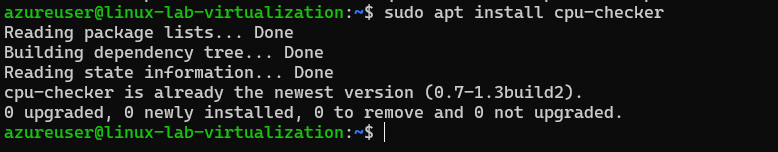 azureuser@linux-lab-virtualization:~$ sudo apt install cpu-checker
Reading package lists... Done
Building dependency tree... Done
Reading state information... Done
cpu-checker is already the newest version (0.7-1.3build2).
0 upgraded, 0 newly installed, 0 to remove and 0 not upgraded.
azureuser@linux-lab-virtualization:~$